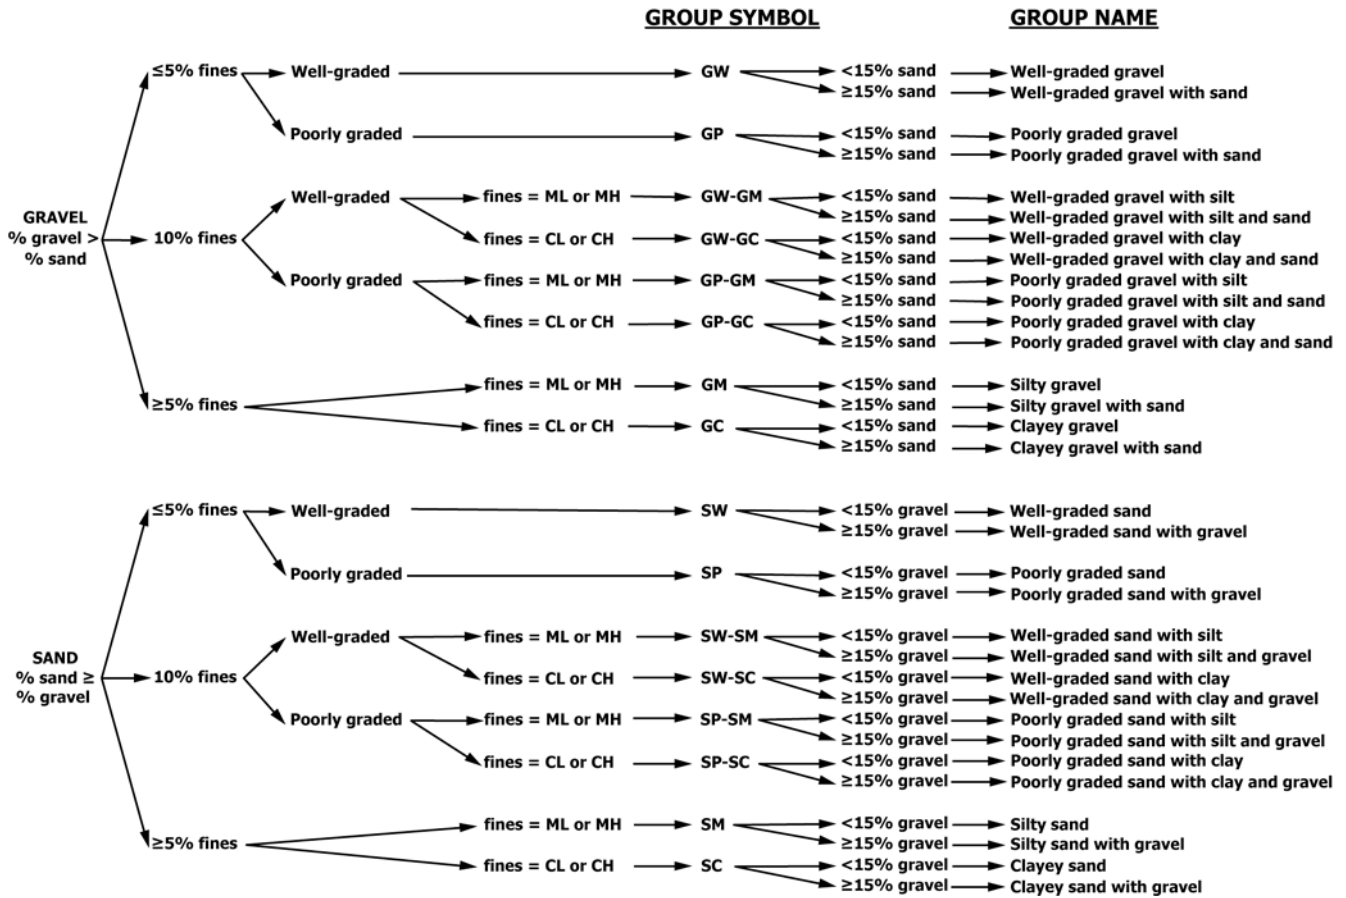 GROUP SYMBOL GROUP NAME
≤5% fines Well-graded GW <15% sand Well-graded gravel
≥15% sand Well-graded gravel with sand
Poorly graded GP <15% sand Poorly graded gravel
≥15% sand Poorly graded gravel with sand
Well-graded fines = ML or MH GW-GM <15% sand Well-graded gravel with silt
GRAVEL ≥15% sand Well-graded gravel with silt and sand
% gravel > 10% fines fines = CL or CH GW-GC <15% sand Well-graded gravel with clay
% sand ≥15% sand Well-graded gravel with clay and sand
Poorly graded fines = ML or MH GP-GM <15% sand Poorly graded gravel with silt
≥15% sand Poorly graded gravel with silt and sand
fines = CL or CH GP-GC <15% sand Poorly graded gravel with clay
≥15% sand Poorly graded gravel with clay and sand
fines = ML or MH GM <15% sand Silty gravel
≥5% fines ≥15% sand Silty gravel with sand
fines = CL or CH GC <15% sand Clayey gravel
≥15% sand Clayey gravel with sand
≤5% fines Well-graded SW <15% gravel Well-graded sand
≥15% gravel Well-graded sand with gravel
Poorly graded SP <15% gravel Poorly graded sand
≥15% gravel Poorly graded sand with gravel
Well-graded fines = ML or MH SW-SM <15% gravel Well-graded sand with silt
SAND ≥15% gravel Well-graded sand with silt and gravel
% sand ≥ 10% fines fines = CL or CH SW-SC <15% gravel Well-graded sand with clay
% gravel ≥15% gravel Well-graded sand with clay and gravel
Poorly graded fines = ML or MH SP-SM <15% gravel Poorly graded sand with silt
≥15% gravel Poorly graded sand with silt and gravel
fines = CL or CH SP-SC <15% gravel Poorly graded sand with clay
≥15% gravel Poorly graded sand with clay and gravel
fines = ML or MH SM <15% gravel Silty sand
≥5% fines ≥15% gravel Silty sand with gravel
fines = CL or CH SC <15% gravel Clayey sand
≥15% gravel Clayey sand with gravel